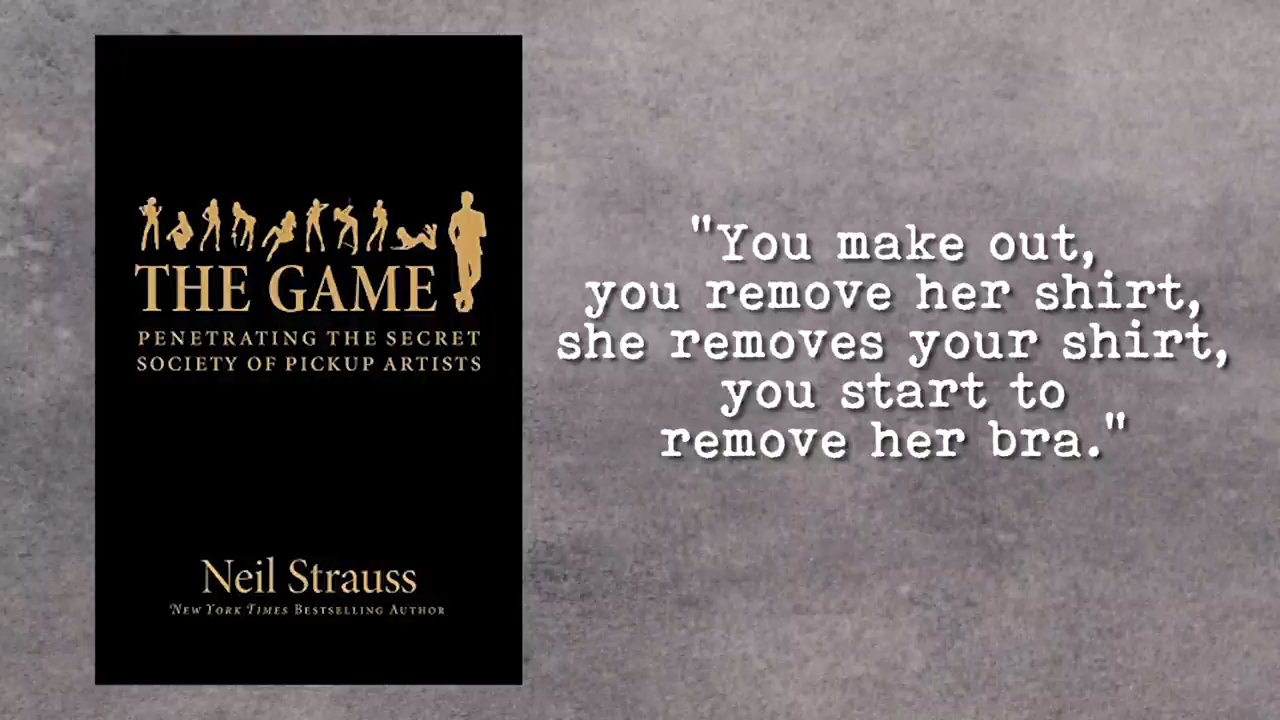 THE GAME
PENETRATING THE SECRET
SOCIETY OF PICKUP ARTISTS
Neil Strauss
New York Times Bestselling Author
"You make out,
you remove her shirt,
she removes your shirt,
you start to
remove her bra."